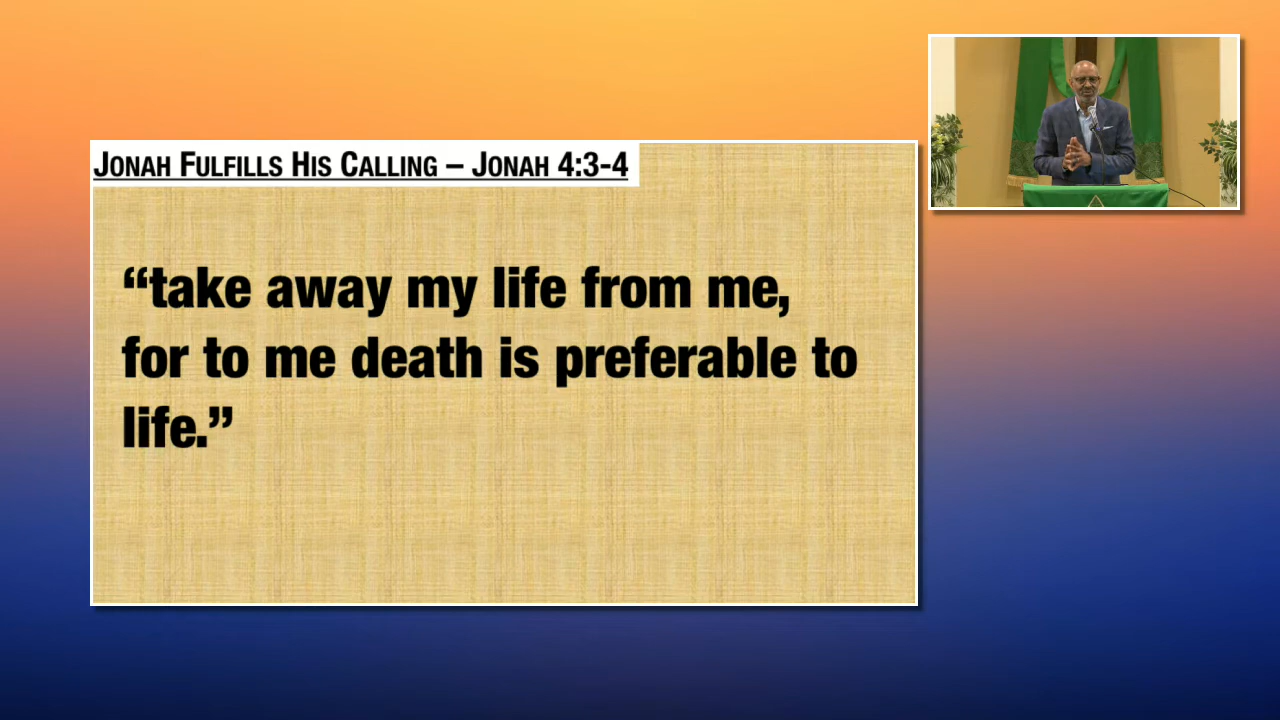 JONAH FULFILLS HIS CALLING – JONAH 4:3-4
“take away my life from me,
for to me death is preferable to
life.”